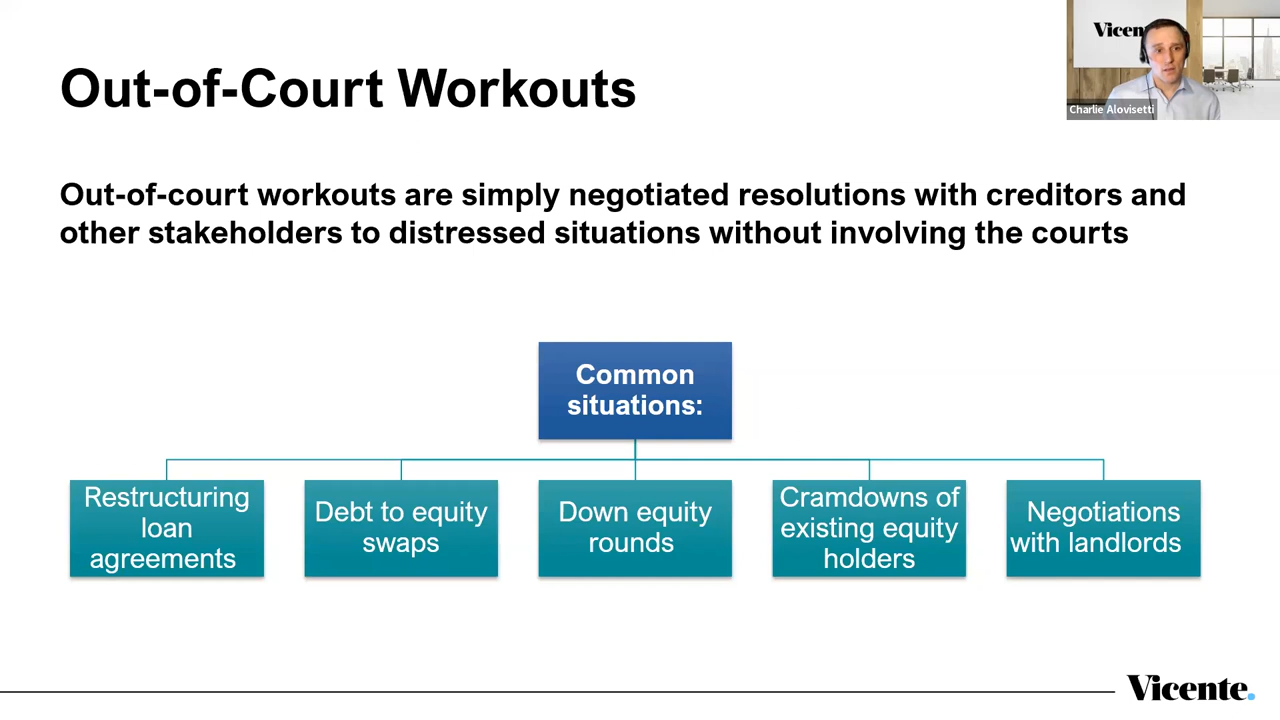 Out-of-Court Workouts
Vicen
Charlie Alovisetti
Out-of-court workouts are simply negotiated resolutions with creditors and
other stakeholders to distressed situations without involving the courts
Common
situations:
Restructuring
loan
agreements
Debt to equity
swaps
Down equity
rounds
Cramdowns of
existing equity
holders
Negotiations
with landlords
Vicente.